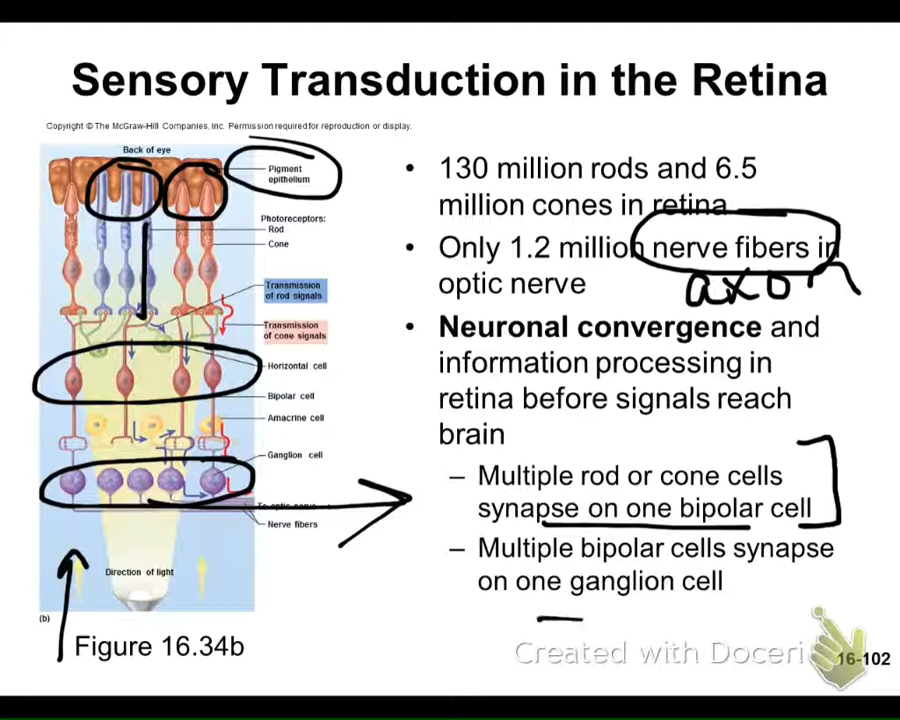 Sensory Transduction in the Retina
Copyright © The McGraw-Hill Companies, Inc. Permission required for reproduction or display.
Back of eye
Pigment
epithelium
Photoreceptors:
Rod
Cone
Transmission
of rod signals
Transmission
of cone signals
Horizontal cell
Bipolar cell
Amacrine cell
Ganglion cell
To optic nerve
Nerve fibers
Direction of light
(b)
Figure 16.34b
• 130 million rods and 6.5
million cones in retina
• Only 1.2 million nerve fibers in
optic nerve
axon
• Neuronal convergence and
information processing in
retina before signals reach
brain
– Multiple rod or cone cells
synapse on one bipolar cell
– Multiple bipolar cells synapse
on one ganglion cell
Created with Doceri
16-102